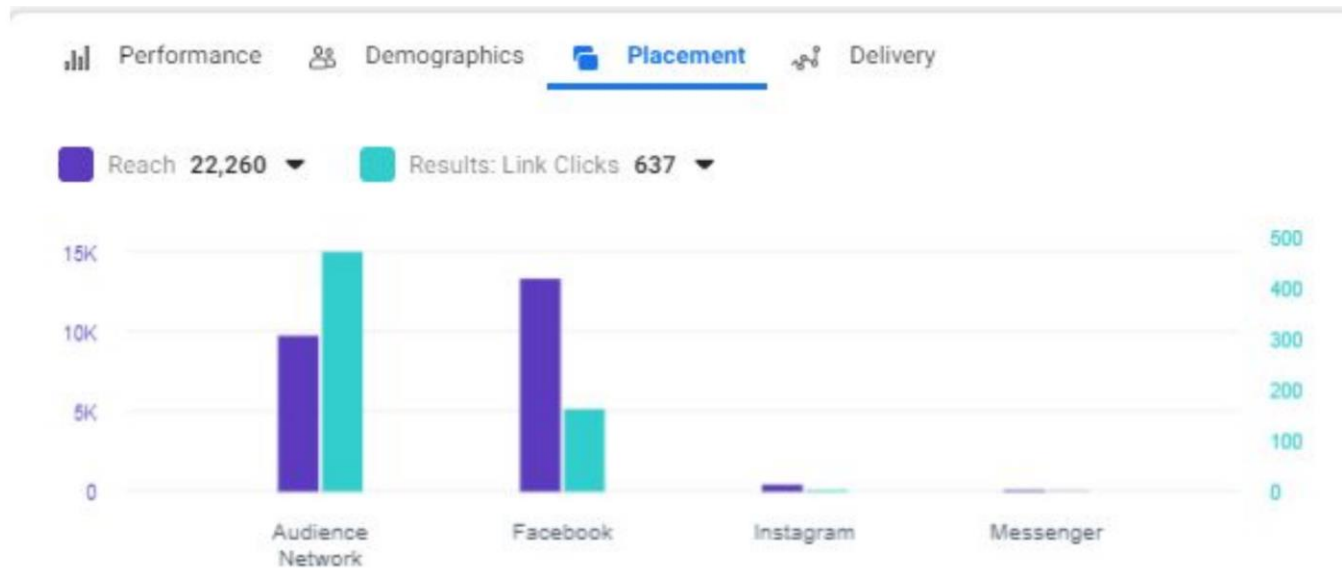 Performance Demographics Placement Delivery
Reach 22,260 Results: Link Clicks 637
15K
10K
5K
0
500
400
300
200
100
0
Audience
Network
Facebook
Instagram
Messenger